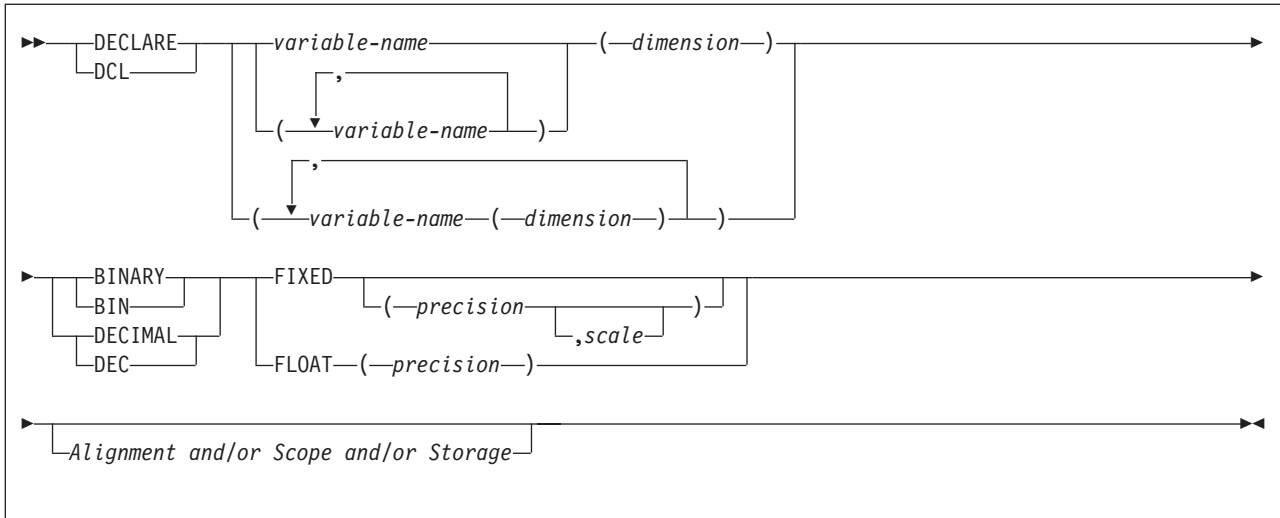 DECLARE variable-name ( dimension )
DCL
,
( variable-name )
,
( variable-name ( dimension ) )
BINARY FIXED
BIN ( precision )
,scale
DECIMAL
DEC FLOAT ( precision )
Alignment and/or Scope and/or Storage